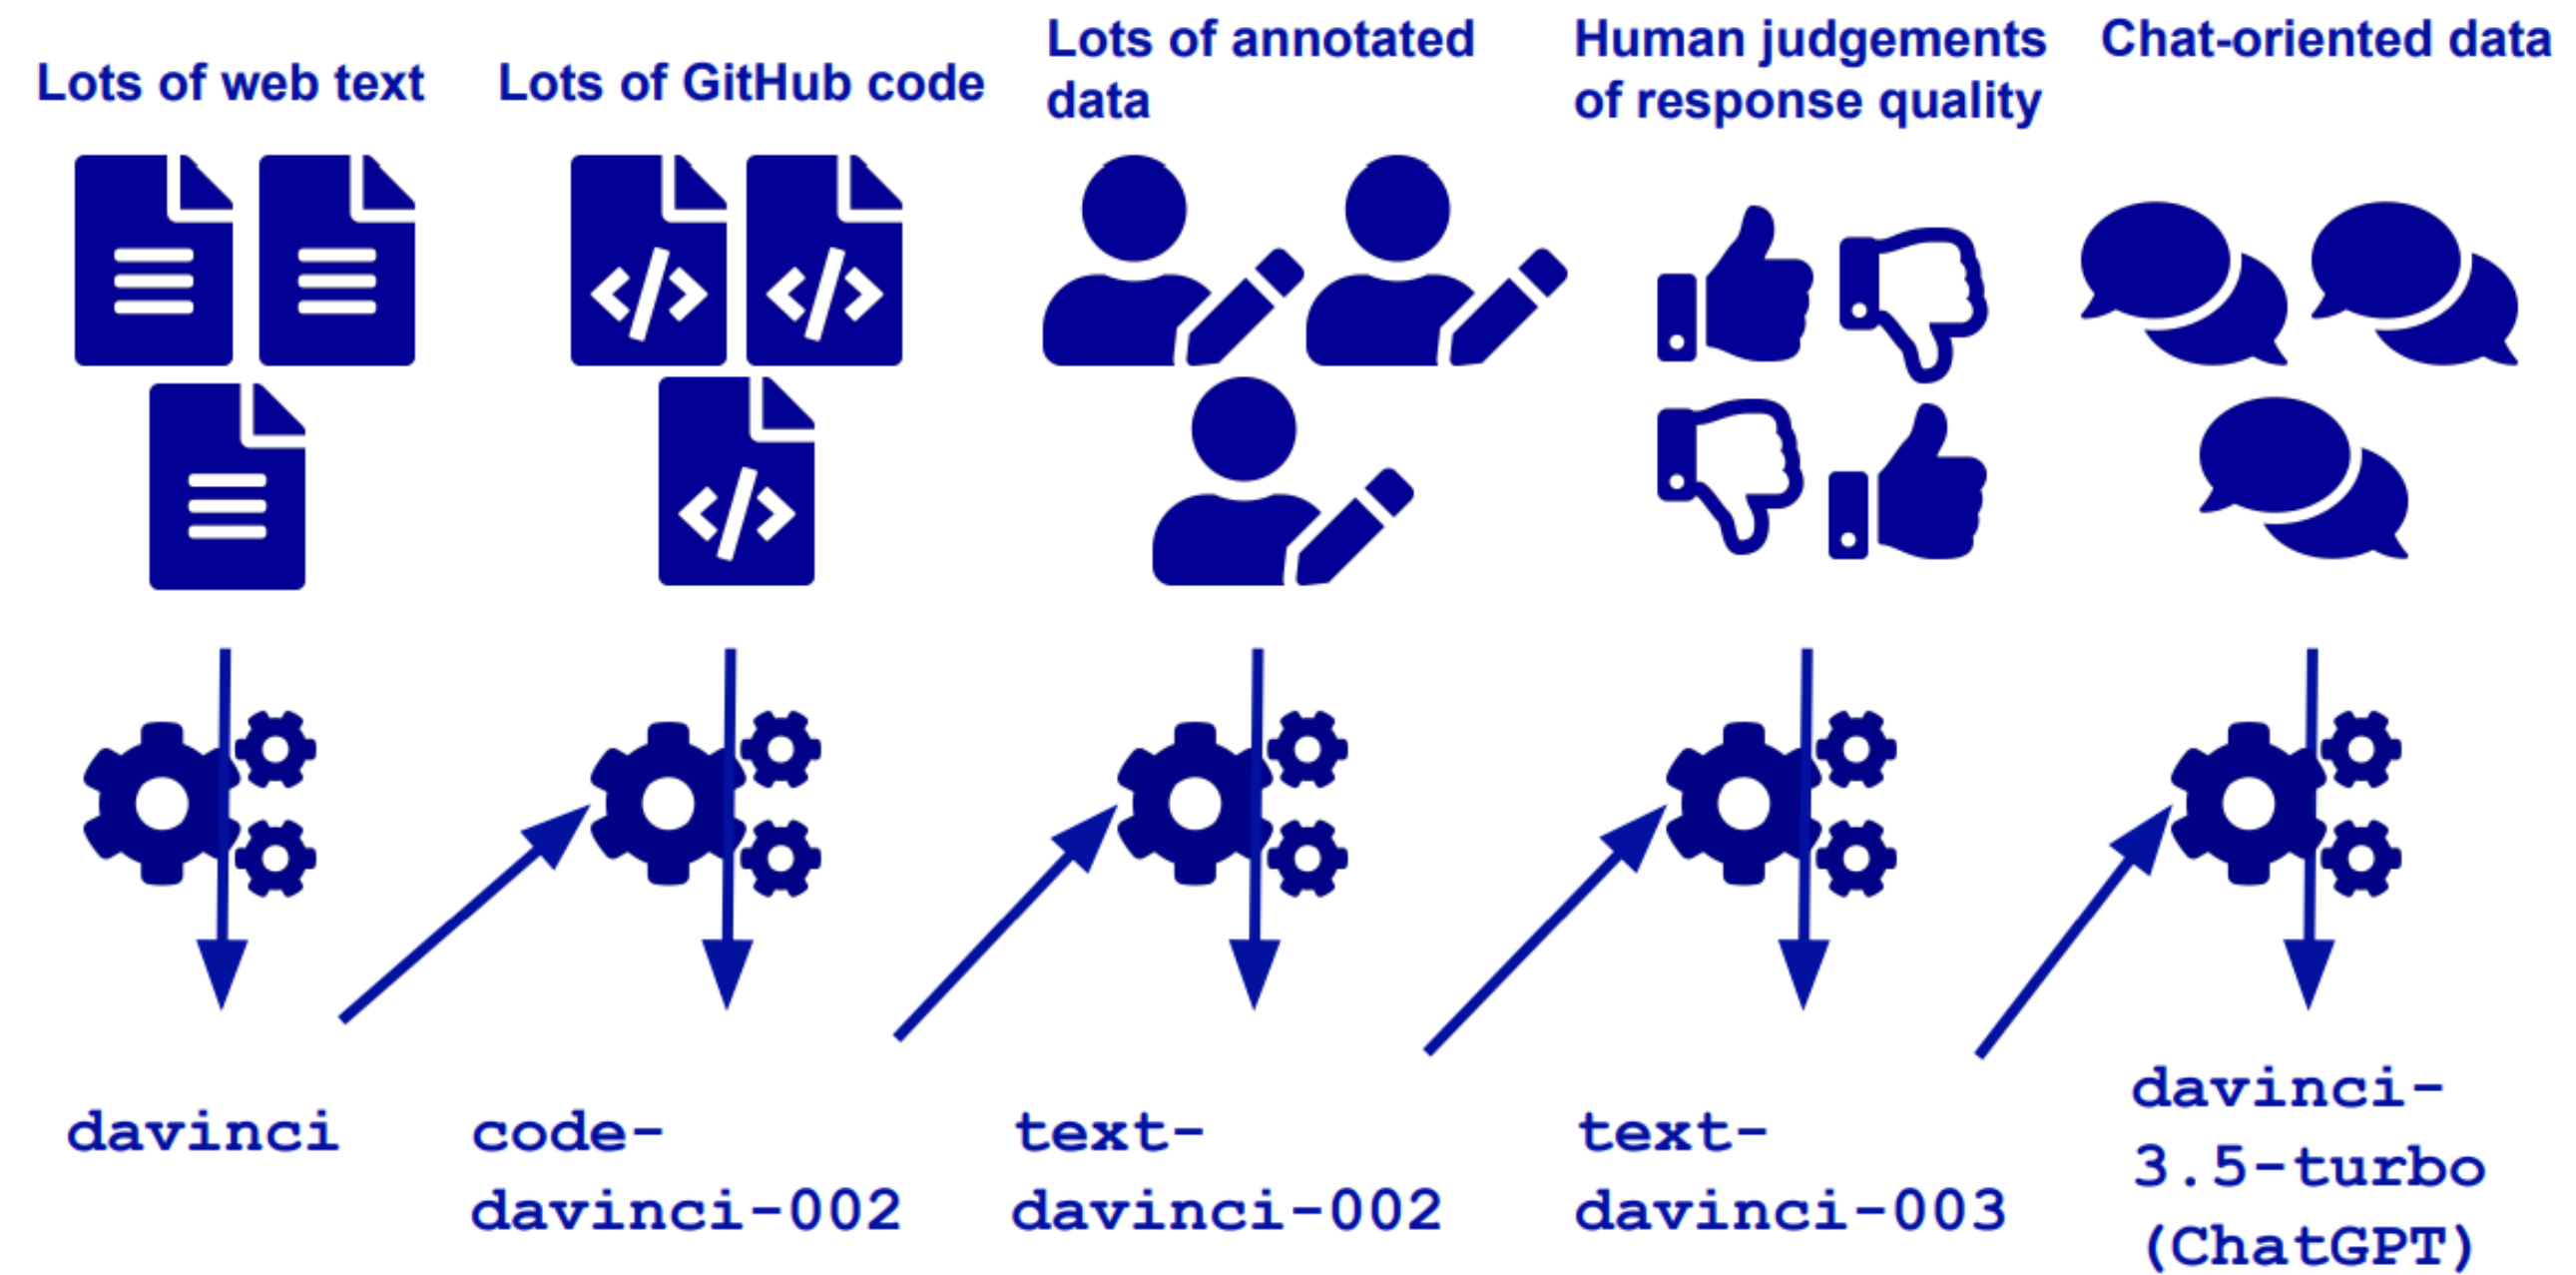 Lots of web text
Lots of GitHub code
Lots of annotated
data
Human judgements
of response quality
Chat-oriented data
</>
</>
</>
davinci
code-
davinci-002
text-
davinci-002
text-
davinci-003
davinci-
3.5-turbo
(ChatGPT)